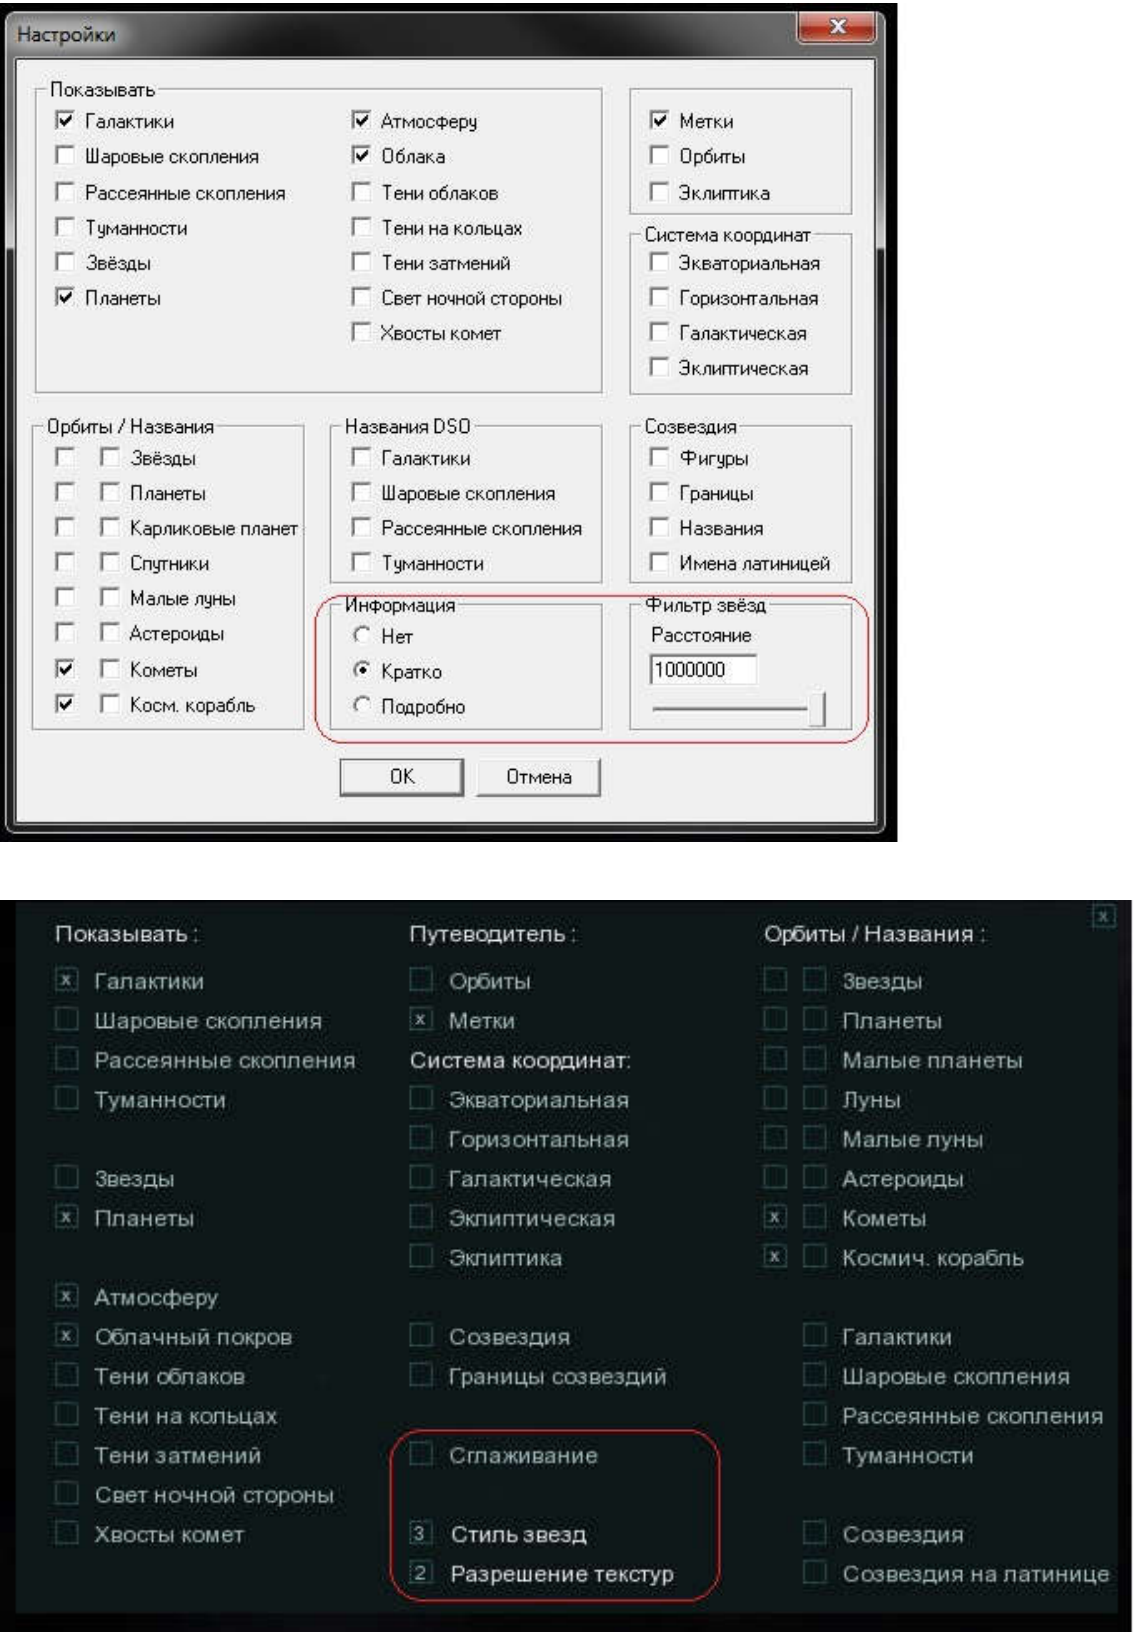 Настройки
Показывать
Галактики
Шаровые скопления
Рассеянные скопления
Туманности
Звёзды
Планеты
Атмосферу
Облака
Тени облаков
Тени на кольцах
Тени затмений
Свет ночной стороны
Хвосты комет
Метки
Орбиты
Эклиптика
Система координат
Экваториальная
Горизонтальная
Галактическая
Эклиптическая
Орбиты / Названия
Звёзды
Планеты
Карликовые планет
Спутники
Малые луны
Астероиды
Кометы
Косм. корабль
Названия DSO
Галактики
Шаровые скопления
Рассеянные скопления
Туманности
Созвездия
Фигуры
Границы
Названия
Имена латиницей
Информация
Нет
Кратко
Подробно
Фильтр звёзд
Расстояние
1000000
OK
Отмена
Показывать :
x Галактики
Шаровые скопления
Рассеянные скопления
Туманности
Звезды
x Планеты
x Атмосферу
x Облачный покров
Тени облаков
Тени на кольцах
Тени затмений
Свет ночной стороны
Хвосты комет
Путеводитель :
Орбиты
x Метки
Система координат:
Экваториальная
Горизонтальная
Галактическая
Эклиптическая
Эклиптика
Созвездия
Границы созвездий
Сглаживание
3 Стиль звезд
2 Разрешение текстур
x
Орбиты / Названия :
Звезды
Планеты
Малые планеты
Луны
Малые луны
Астероиды
x Кометы
x Космич. корабль
Галактики
Шаровые скопления
Рассеянные скопления
Туманности
Созвездия
Созвездия на латинице